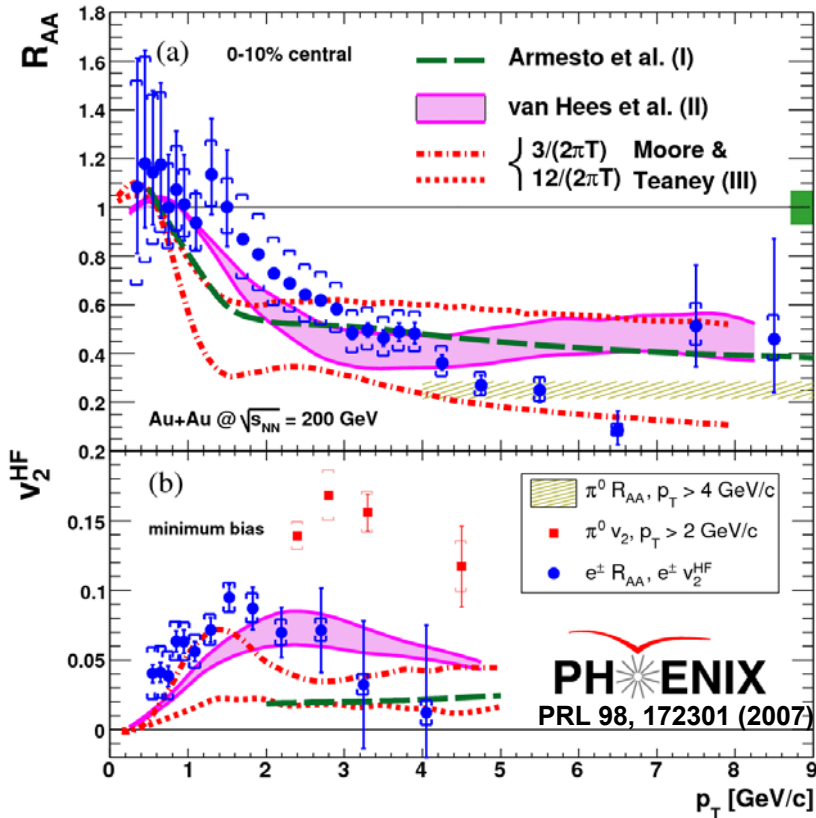 R_AA
1.8
1.6
1.4
1.2
1
0.8
0.6
0.4
0.2
(a)
0-10% central
Armesto et al. (I)
van Hees et al. (II)
3/(2πT) Moore &
12/(2πT) Teaney (III)
Au+Au @ √s_NN = 200 GeV
v_2^HF
0.2
0.15
0.1
0.05
0
(b)
minimum bias
π⁰ R_AA, p_T > 4 GeV/c
π⁰ v_2, p_T > 2 GeV/c
e± R_AA, e± v_2^HF
PHENIX
PRL 98, 172301 (2007)
0 1 2 3 4 5 6 7 8 9
p_T [GeV/c]